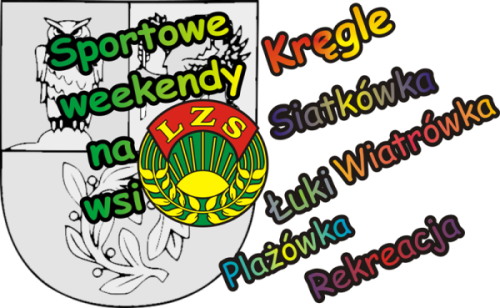 Sportowe
weekendy
na
wsi
LZS
Kręgle
Siatkówka
Łuki Wiatrówka
Plażówka
Rekreacja